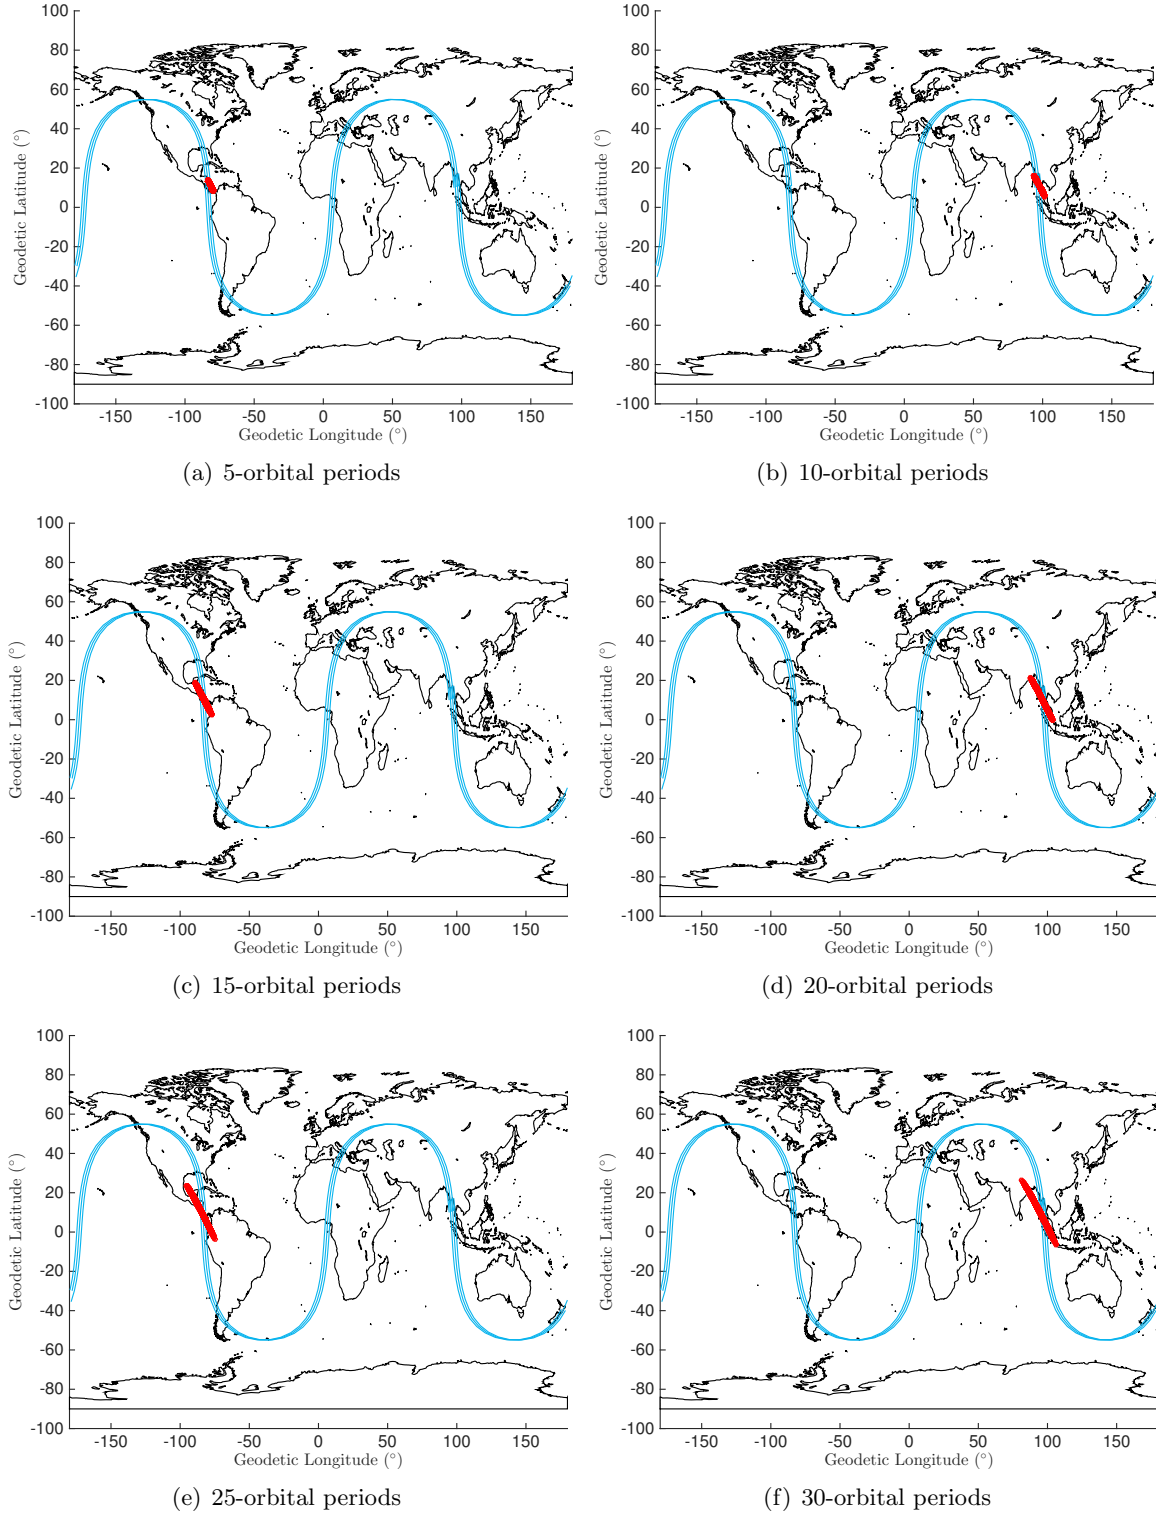 100
80
60
40
20
0
-20
-40
-60
-80
-100
Geodetic Latitude (°)
-150 -100 -50 0 50 100 150
Geodetic Longitude (°)
(a) 5-orbital periods
100
80
60
40
20
0
-20
-40
-60
-80
-100
Geodetic Latitude (°)
-150 -100 -50 0 50 100 150
Geodetic Longitude (°)
(b) 10-orbital periods
100
80
60
40
20
0
-20
-40
-60
-80
-100
Geodetic Latitude (°)
-150 -100 -50 0 50 100 150
Geodetic Longitude (°)
(c) 15-orbital periods
100
80
60
40
20
0
-20
-40
-60
-80
-100
Geodetic Latitude (°)
-150 -100 -50 0 50 100 150
Geodetic Longitude (°)
(d) 20-orbital periods
100
80
60
40
20
0
-20
-40
-60
-80
-100
Geodetic Latitude (°)
-150 -100 -50 0 50 100 150
Geodetic Longitude (°)
(e) 25-orbital periods
100
80
60
40
20
0
-20
-40
-60
-80
-100
Geodetic Latitude (°)
-150 -100 -50 0 50 100 150
Geodetic Longitude (°)
(f) 30-orbital periods